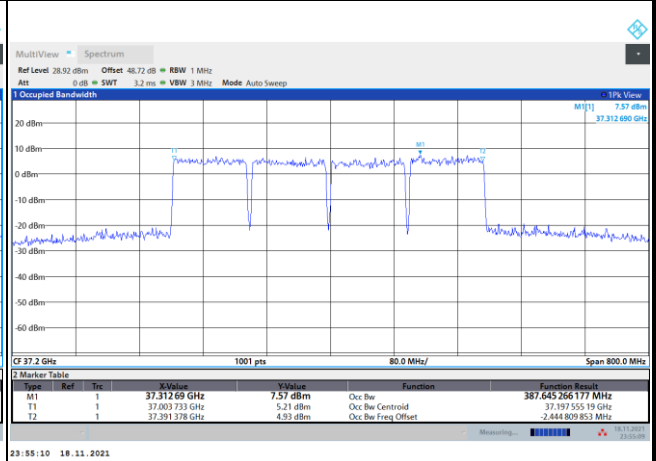 MultiView Spectrum
Ref Level 28.92 dBm Offset 48.72 dB RBW 1 MHz
Att 0 dB SWT 3.2 ms VBW 3 MHz Mode Auto Sweep
1 Occupied Bandwidth 1Pk View
M1[1] 7.57 dBm
37.312 690 GHz
20 dBm
M1
10 dBm
T1 T2
0 dBm
-10 dBm
-20 dBm
-30 dBm
-40 dBm
-50 dBm
-60 dBm
CF 37.2 GHz 1001 pts 80.0 MHz/ Span 800.0 MHz
2 Marker Table
Type Ref Trc X-Value Y-Value Function Function Result
M1 1 37.312 69 GHz 7.57 dBm Occ Bw 387.645 266 177 MHz
T1 1 37.003 733 GHz 5.21 dBm Occ Bw Centroid 37.197 555 19 GHz
T2 1 37.391 378 GHz 4.93 dBm Occ Bw Freq Offset -2.444 809 853 MHz
Measuring... 18.11.2021
23:55:09
23:55:10 18.11.2021